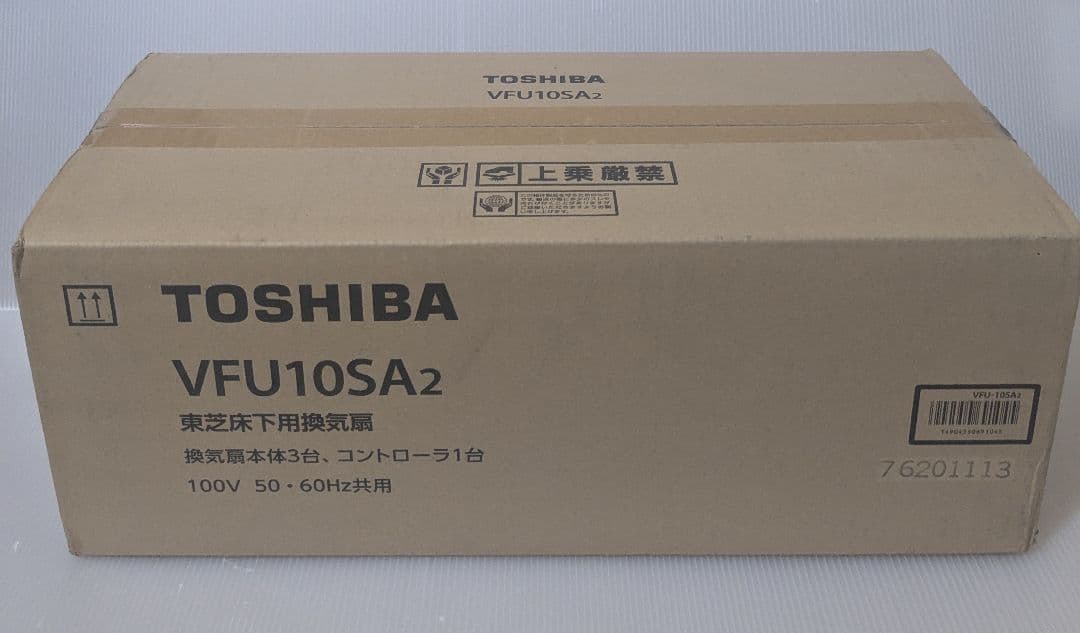 TOSHIBA
VFU10SA2
上乗厳禁
TOSHIBA
VFU10SA2
東芝床下用換気扇
換気扇本体3台、コントローラ1台
100V 50・60Hz共用
VFU-10SA2
76201113